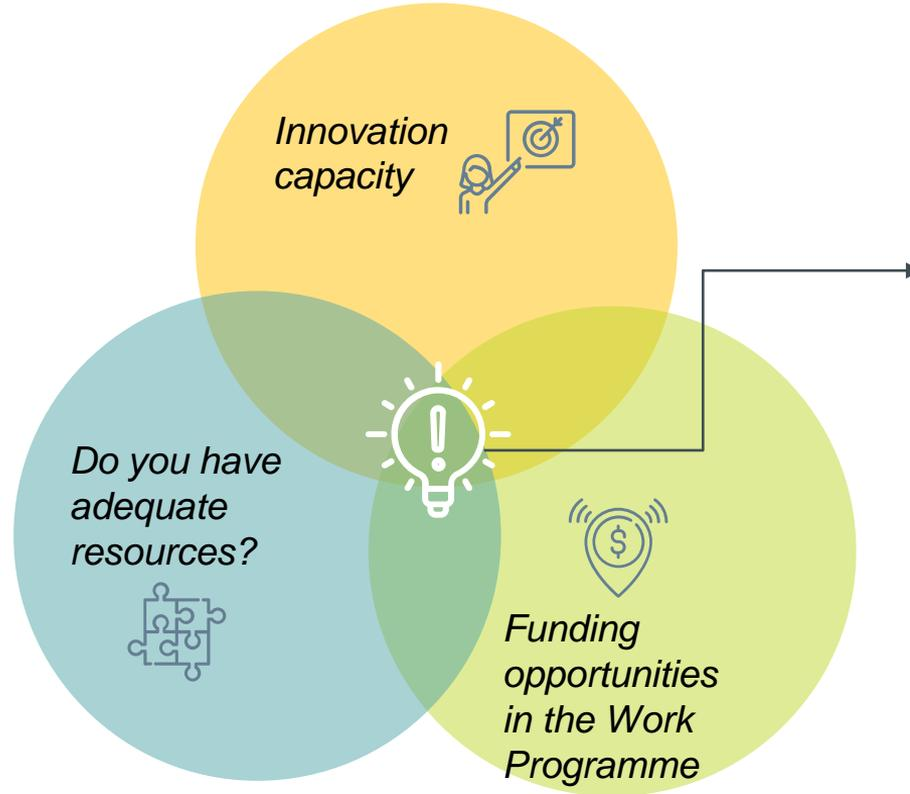 Innovation
capacity
Do you have
adequate
resources?
$
Funding
opportunities
in the Work
Programme